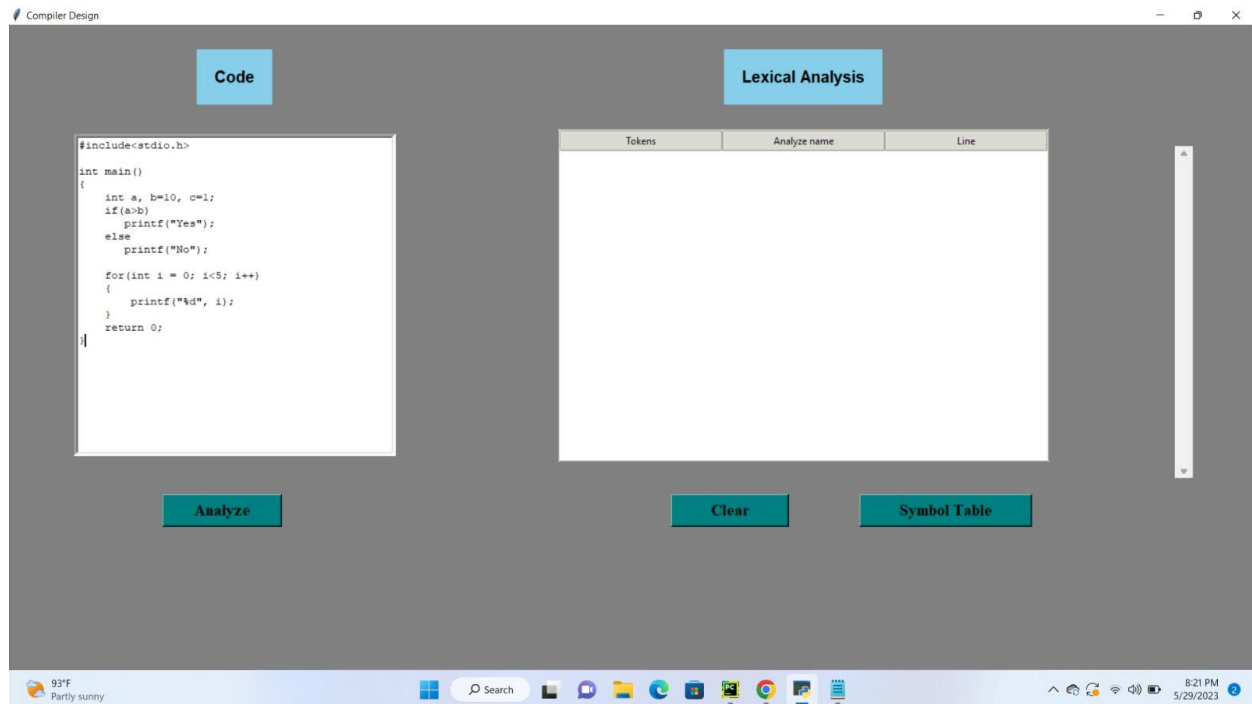 Compiler Design
Code
Lexical Analysis
#include<stdio.h>
int main()
{
    int a, b=10, c=1;
    if(a>b)
       printf("Yes");
    else
       printf("No");
    for(int i = 0; i<5; i++)
    {
        printf("%d", i);
    }
    return 0;
}
Tokens Analyze name Line
Analyze
Clear
Symbol Table
93°F
Partly sunny
Search
PC
8:21 PM
5/29/2023
2